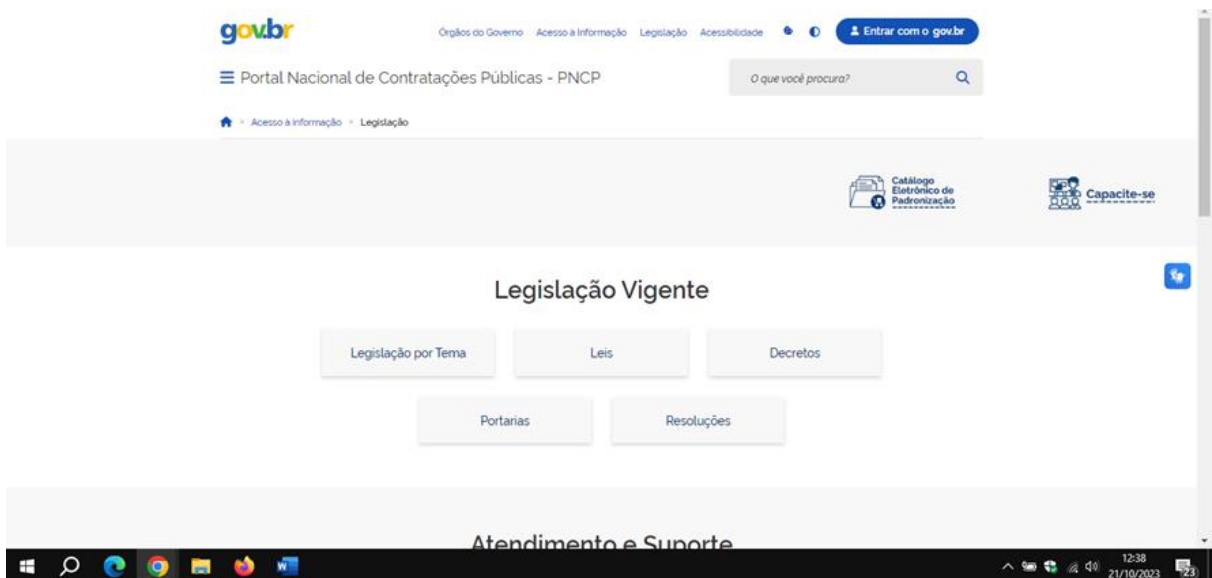 gov.br
Órgãos do Governo Acesso à Informação Legislação Acessibilidade Entrar com o gov.br
Portal Nacional de Contratações Públicas - PNCP
O que você procura?
Acesso à informação > Legislação
Catálogo
Eletrônico de
Padronização
Capacite-se
Legislação Vigente
Legislação por Tema Leis Decretos
Portarias Resoluções
Atendimento e Suporte
12:38
21/10/2023
23